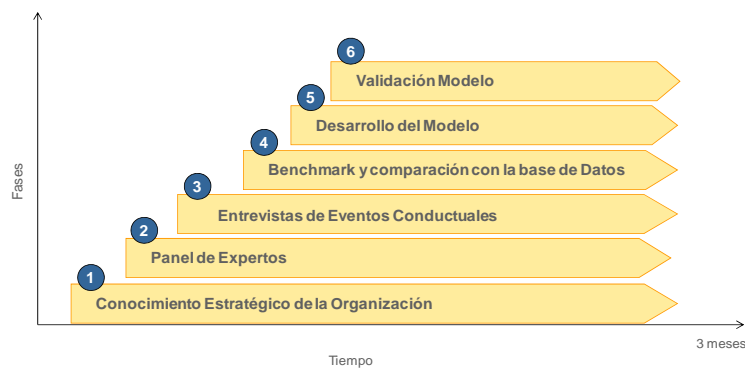 6
Validación Modelo
5
Desarrollo del Modelo
4
Benchmark y comparación con la base de Datos
3
Entrevistas de Eventos Conductuales
2
Panel de Expertos
1
Conocimiento Estratégico de la Organización
Fases
Tiempo
3 meses